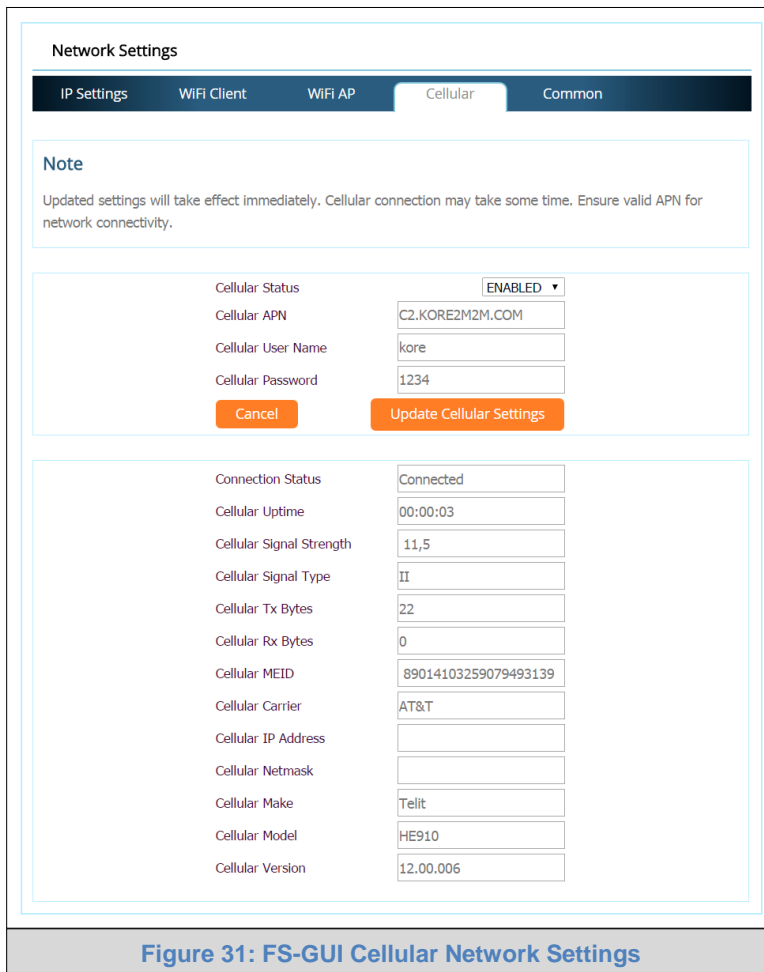 Network Settings
IP Settings WiFi Client WiFi AP Cellular Common
Note
Updated settings will take effect immediately. Cellular connection may take some time. Ensure valid APN for
network connectivity.
Cellular Status ENABLED
Cellular APN C2.KORE2M2M.COM
Cellular User Name kore
Cellular Password 1234
Cancel Update Cellular Settings
Connection Status Connected
Cellular Uptime 00:00:03
Cellular Signal Strength 11,5
Cellular Signal Type II
Cellular Tx Bytes 22
Cellular Rx Bytes 0
Cellular MEID 89014103259079493139
Cellular Carrier AT&T
Cellular IP Address
Cellular Netmask
Cellular Make Telit
Cellular Model HE910
Cellular Version 12.00.006
Figure 31: FS-GUI Cellular Network Settings